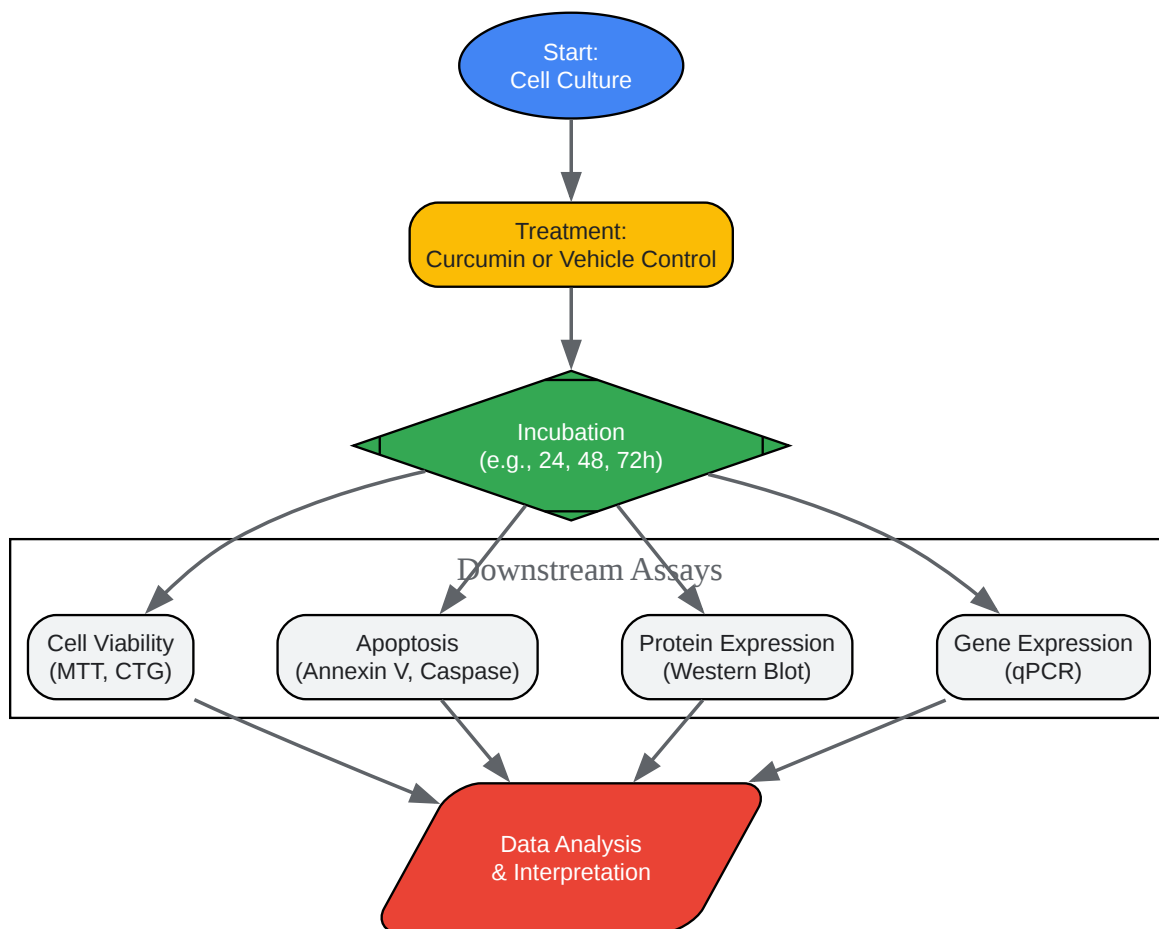 Start:
Cell Culture
Treatment:
Curcumin or Vehicle Control
Incubation
(e.g., 24, 48, 72h)
Downstream Assays
Cell Viability
(MTT, CTG)
Apoptosis
(Annexin V, Caspase)
Protein Expression
(Western Blot)
Gene Expression
(qPCR)
Data Analysis
& Interpretation